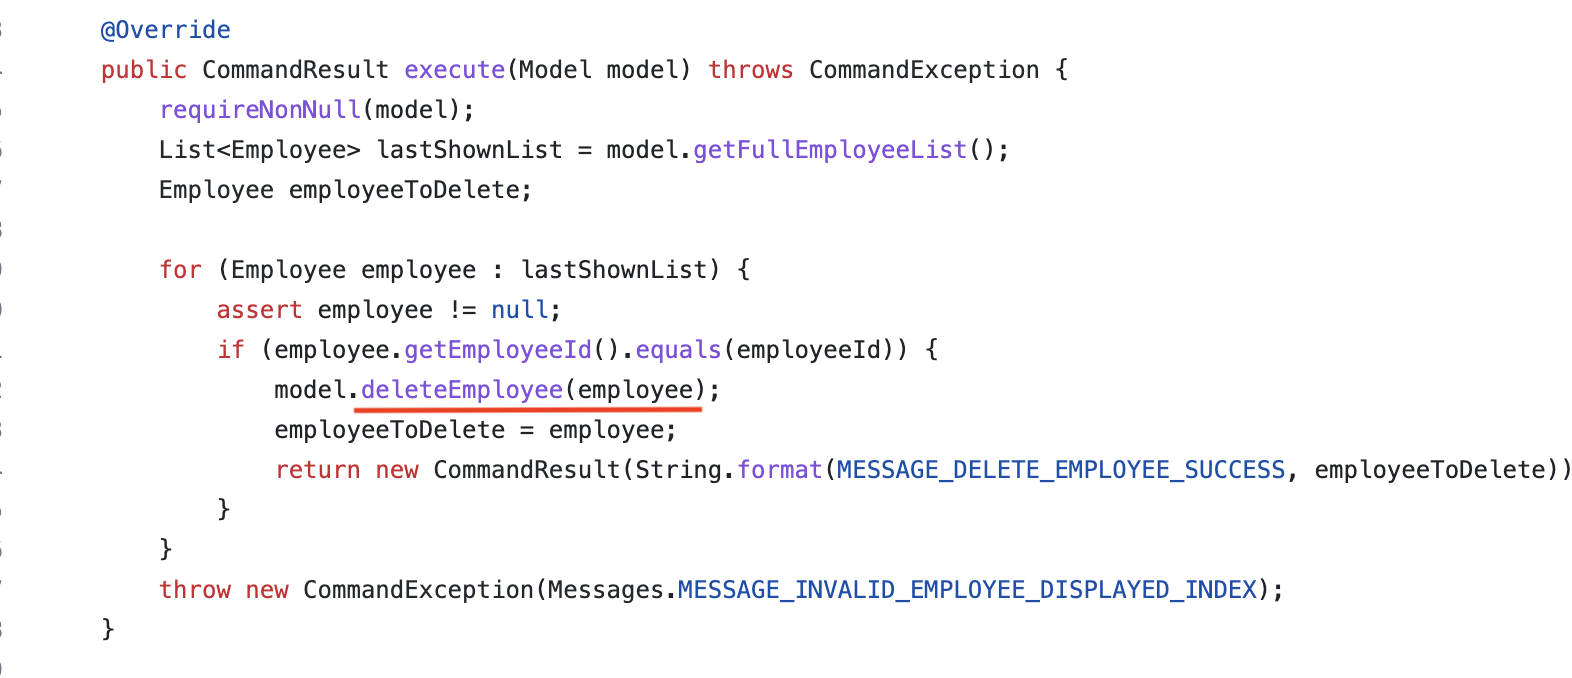 @Override
public CommandResult execute(Model model) throws CommandException {
requireNonNull(model);
List<Employee> lastShownList = model.getFullEmployeeList();
Employee employeeToDelete;
for (Employee employee : lastShownList) {
assert employee != null;
if (employee.getEmployeeId().equals(employeeId)) {
model.deleteEmployee(employee);
employeeToDelete = employee;
return new CommandResult(String.format(MESSAGE_DELETE_EMPLOYEE_SUCCESS, employeeToDelete))
}
}
throw new CommandException(Messages.MESSAGE_INVALID_EMPLOYEE_DISPLAYED_INDEX);
}